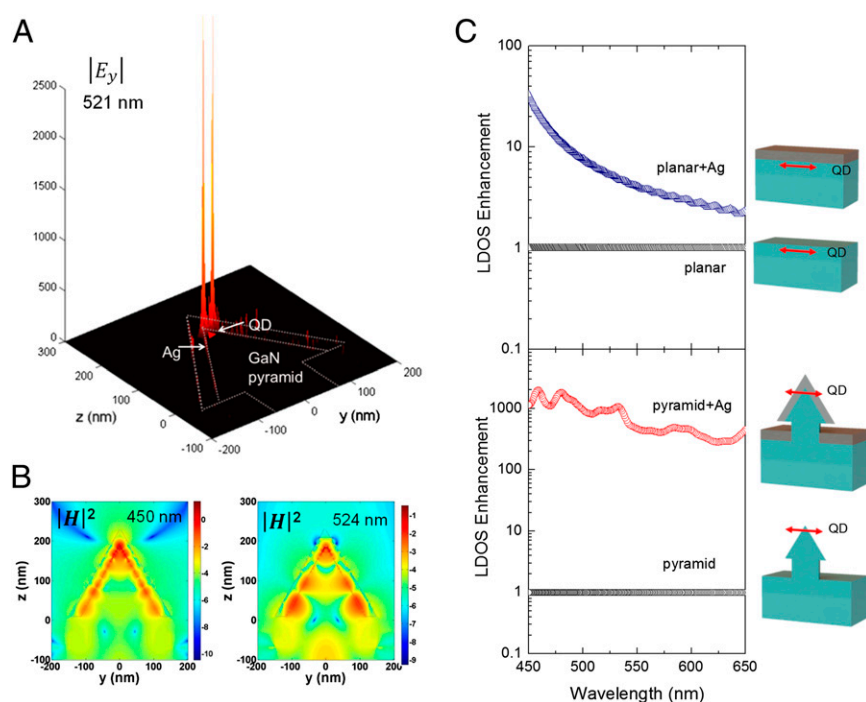 A
|E_y|
521 nm
2500
2000
1500
1000
500
0
300
200
100
0
-100
z (nm)
-200
-100
0
100
200
y (nm)
QD
Ag
GaN
pyramid
B
|H|² 450 nm
300
200
100
0
-100
z (nm)
-200 -100 0 100 200
y (nm)
0
-2
-4
-6
-8
-10
|H|² 524 nm
300
200
100
0
-100
z (nm)
-200 -100 0 100 200
y (nm)
-1
-2
-3
-4
-5
-6
-7
-8
-9
C
100
10
1
0.1
LDOS Enhancement
planar+Ag
planar
QD
QD
1000
100
10
1
0.1
LDOS Enhancement
pyramid+Ag
pyramid
450 500 550 600 650
Wavelength (nm)
QD
QD